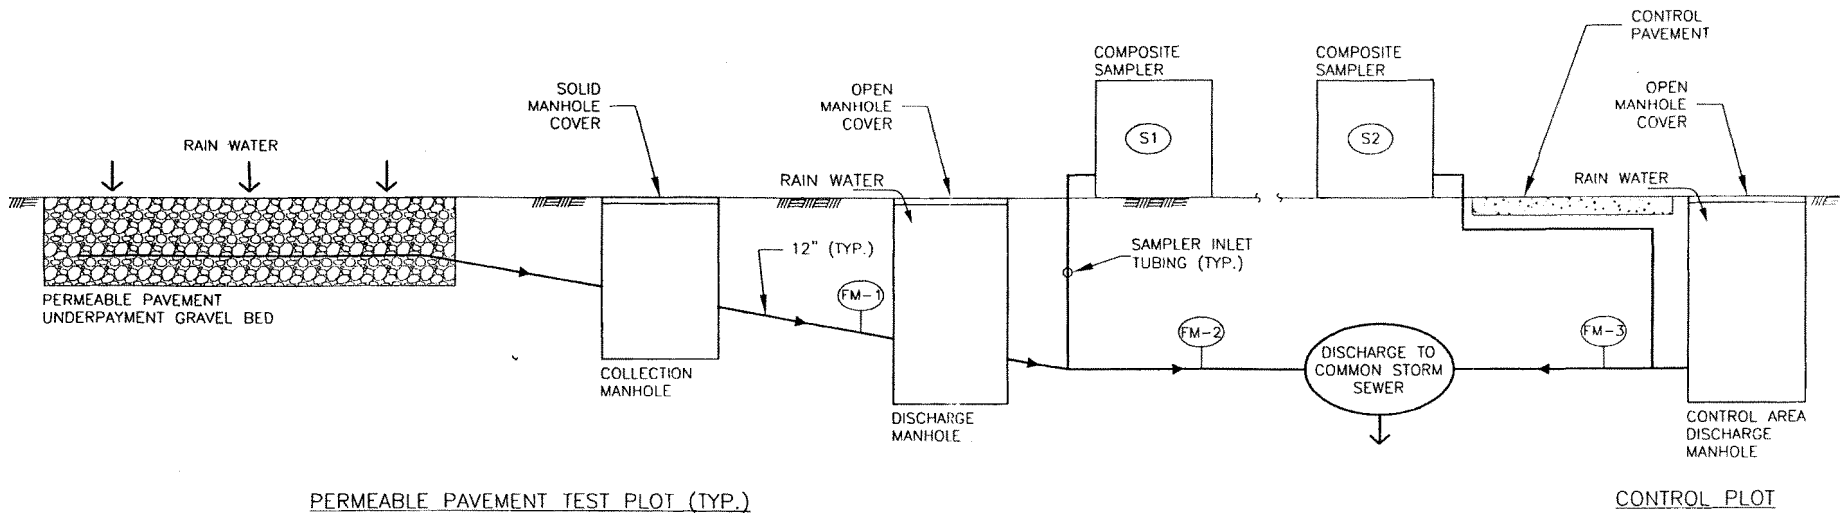 CONTROL
PAVEMENT
COMPOSITE
SAMPLER
COMPOSITE
SAMPLER
SOLID
MANHOLE
COVER
OPEN
MANHOLE
COVER
OPEN
MANHOLE
COVER
S1
S2
RAIN WATER
RAIN WATER
RAIN WATER
12" (TYP.)
SAMPLER INLET
TUBING (TYP.)
PERMEABLE PAVEMENT
UNDERPAYMENT GRAVEL BED
FM-1
FM-2
FM-3
DISCHARGE TO
COMMON STORM
SEWER
COLLECTION
MANHOLE
DISCHARGE
MANHOLE
CONTROL AREA
DISCHARGE
MANHOLE
PERMEABLE PAVEMENT TEST PLOT (TYP.)
CONTROL PLOT